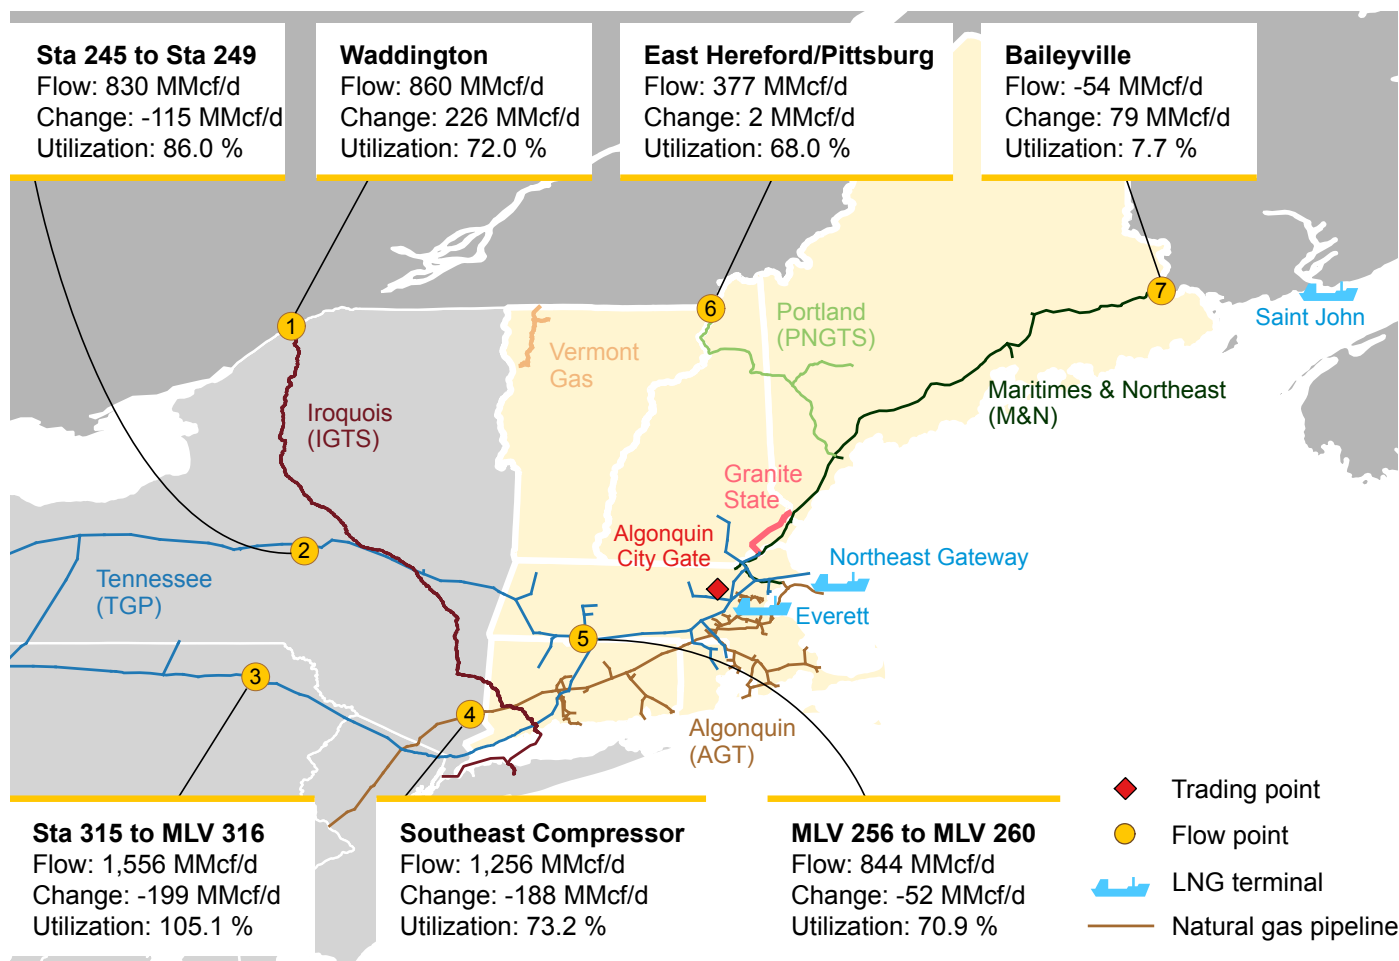 Sta 245 to Sta 249
Flow: 830 MMcf/d
Change: -115 MMcf/d
Utilization: 86.0 %
Waddington
Flow: 860 MMcf/d
Change: 226 MMcf/d
Utilization: 72.0 %
East Hereford/Pittsburg
Flow: 377 MMcf/d
Change: 2 MMcf/d
Utilization: 68.0 %
Baileyville
Flow: -54 MMcf/d
Change: 79 MMcf/d
Utilization: 7.7 %
7
6
1
Saint John
Portland
(PNGTS)
Vermont
Gas
Maritimes & Northeast
(M&N)
Iroquois
(IGTS)
Granite
State
Algonquin
City Gate
2
Northeast Gateway
Tennessee
(TGP)
Everett
5
3
4
Algonquin
(AGT)
Sta 315 to MLV 316
Flow: 1,556 MMcf/d
Change: -199 MMcf/d
Utilization: 105.1 %
Southeast Compressor
Flow: 1,256 MMcf/d
Change: -188 MMcf/d
Utilization: 73.2 %
MLV 256 to MLV 260
Flow: 844 MMcf/d
Change: -52 MMcf/d
Utilization: 70.9 %
Trading point
Flow point
LNG terminal
Natural gas pipeline